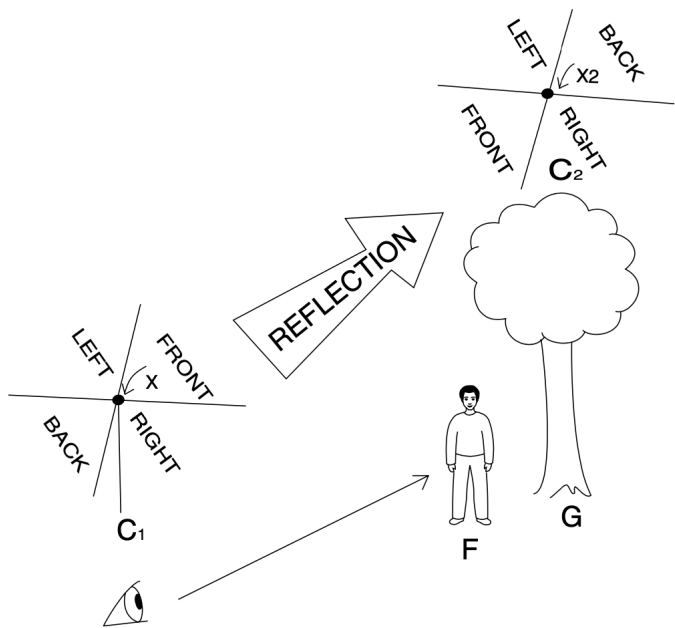 LEFT
BACK
X2
FRONT
RIGHT
C2
REFLECTION
LEFT
FRONT
X
BACK
RIGHT
C1
F
G